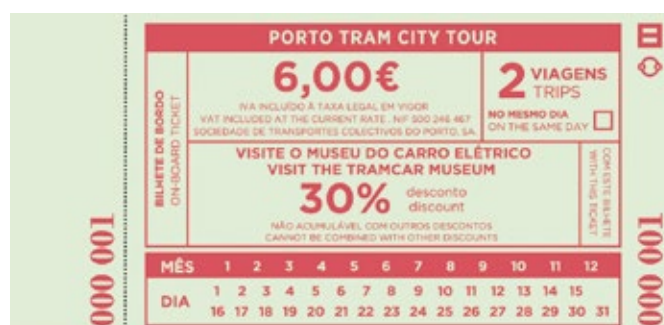 PORTO TRAM CITY TOUR
BILHETE DE BORDO
ON-BOARD TICKET
6,00€
IVA INCLUÍDO À TAXA LEGAL EM VIGOR
VAT INCLUDED AT THE CURRENT RATE . NIF 500 246 467
SOCIEDADE DE TRANSPORTES COLECTIVOS DO PORTO, SA.
2 VIAGENS
TRIPS
NO MESMO DIA
ON THE SAME DAY
VISITE O MUSEU DO CARRO ELÉTRICO
VISIT THE TRAMCAR MUSEUM
30% desconto
discount
NÃO ACUMULÁVEL COM OUTROS DESCONTOS
CANNOT BE COMBINED WITH OTHER DISCOUNTS
COM ESTE BILHETE
WITH THIS TICKET
MÊS 1 2 3 4 5 6 7 8 9 10 11 12
DIA 1 2 3 4 5 6 7 8 9 10 11 12 13 14 15
16 17 18 19 20 21 22 23 24 25 26 27 28 29 30 31
000 001
000 001